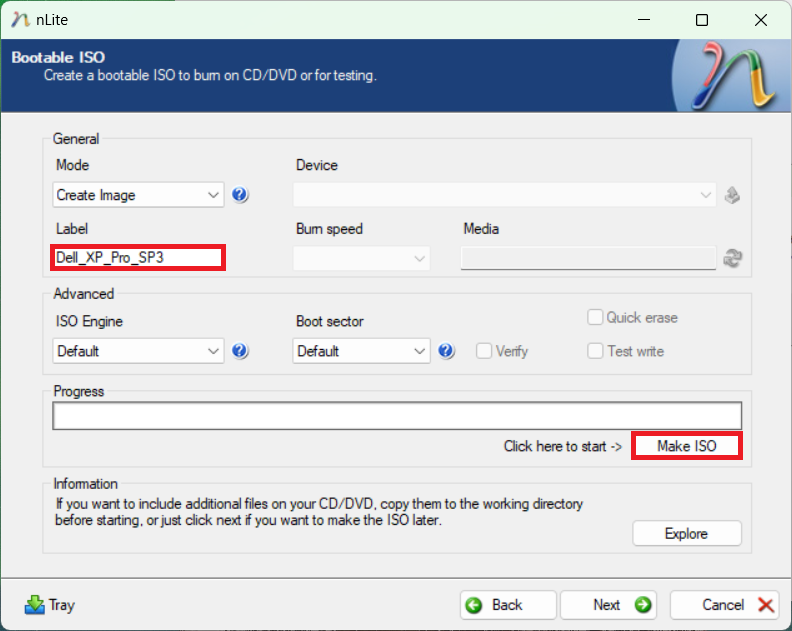 nLite
Bootable ISO
Create a bootable ISO to burn on CD/DVD or for testing.
General
Mode
Device
Create Image
Label
Burn speed
Media
Dell_XP_Pro_SP3
Advanced
ISO Engine
Boot sector
Quick erase
Default
Default
Verify
Test write
Progress
Click here to start ->
Make ISO
Information
If you want to include additional files on your CD/DVD, copy them to the working directory
before starting, or just click next if you want to make the ISO later.
Explore
Tray
Back
Next
Cancel